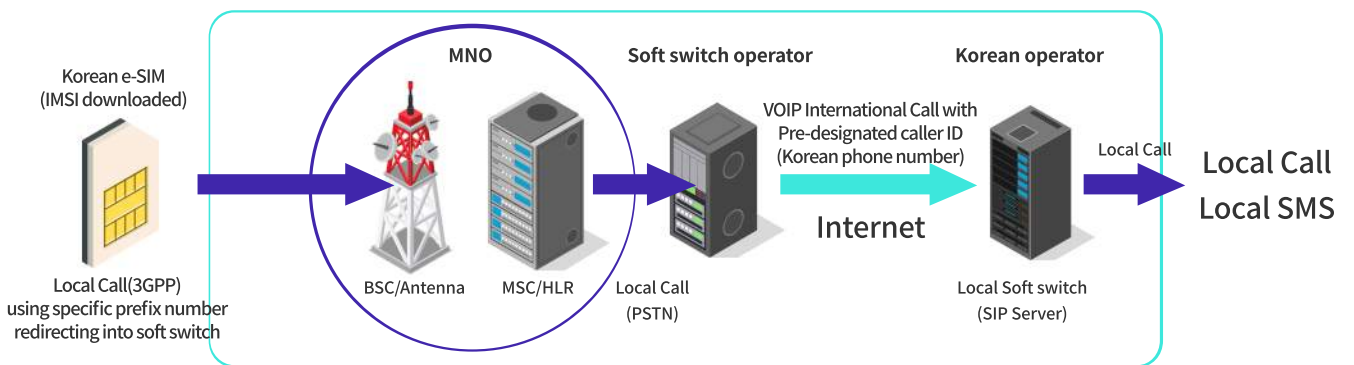 Korean e-SIM
(IMSI downloaded)
Local Call(3GPP)
using specific prefix number
redirecting into soft switch
MNO
BSC/Antenna
MSC/HLR
Soft switch operator
Local Call
(PSTN)
VOIP International Call with
Pre-designated caller ID
(Korean phone number)
Internet
Korean operator
Local Soft switch
(SIP Server)
Local Call
Local Call
Local SMS